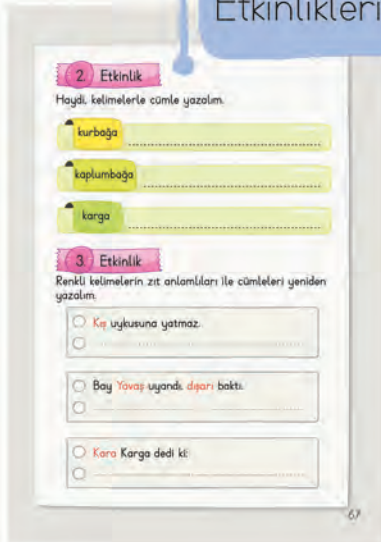 Etkinlikleri
2. Etkinlik
Haydi, kelimelerle cümle yazalım.
kurbağa
kaplumbağa
karga
3. Etkinlik
Renkli kelimelerin zıt anlamlıları ile cümleleri yeniden
yazalım.
Kış uykusuna yatmaz.
Bay Yavaş uyandı, dışarı baktı.
Kara Karga dedi ki:
67